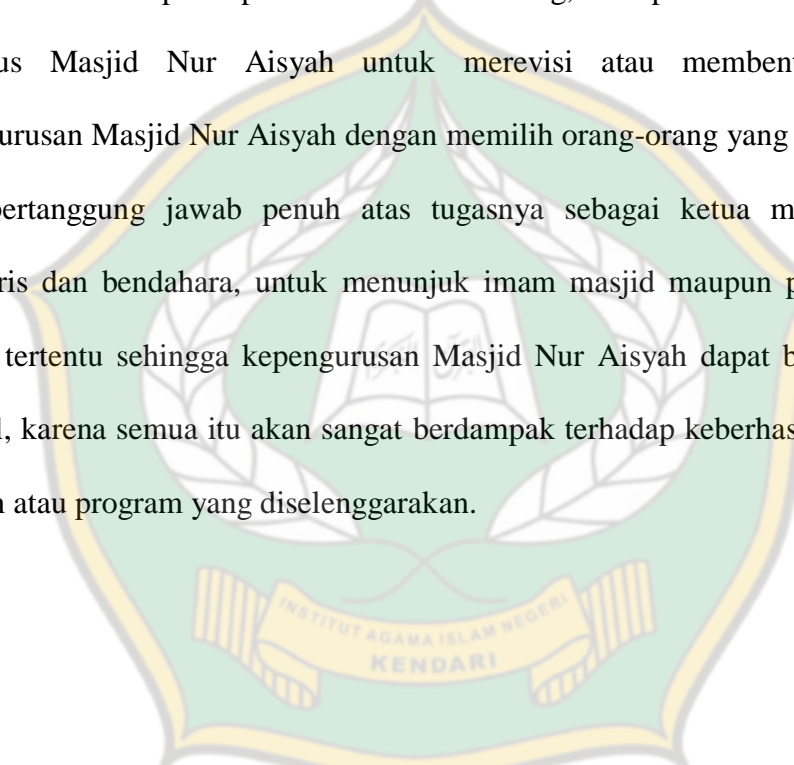 us Masjid Nur Aisyah untuk merevisi atau
urusan Masjid Nur Aisyah dengan memilih orang-orang yang
bertanggung jawab penuh atas tugasnya sebagai ketua
ris dan bendahara, untuk menunjuk imam masjid maupun
tertentu sehingga kepengurusan Masjid Nur Aisyah dapat
, karena semua itu akan sangat berdampak terhadap
atau program yang diselenggarakan.
INSTITUT AGAMA ISLAM NEGERI
KENDARI